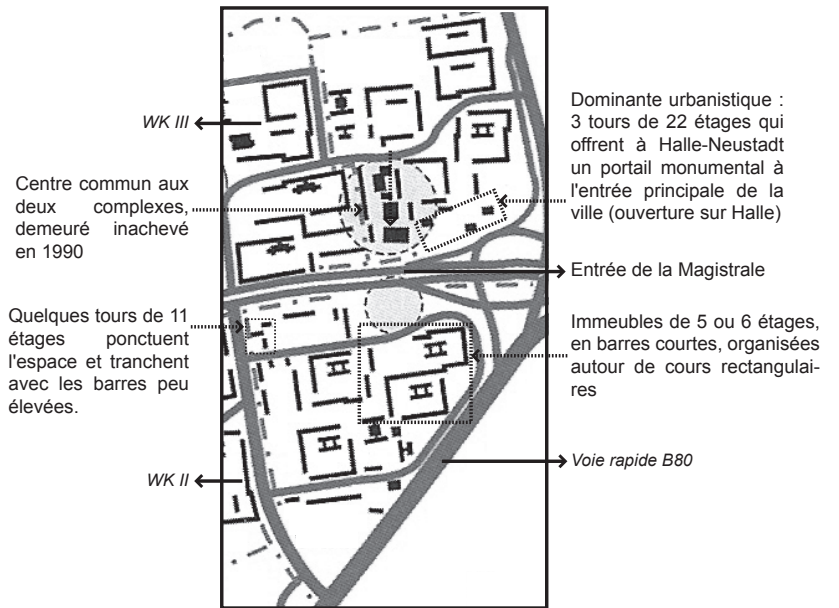 WK III
Centre commun aux
deux complexes,
demeuré inachevé
en 1990
Quelques tours de 11
étages ponctuent
l'espace et tranchent
avec les barres peu
élevées.
WK II
Dominante urbanistique :
3 tours de 22 étages qui
offrent à Halle-Neustadt
un portail monumental à
l'entrée principale de la
ville (ouverture sur Halle)
Entrée de la Magistrale
Immeubles de 5 ou 6 étages,
en barres courtes, organisées
autour de cours rectangulai-
res
Voie rapide B80